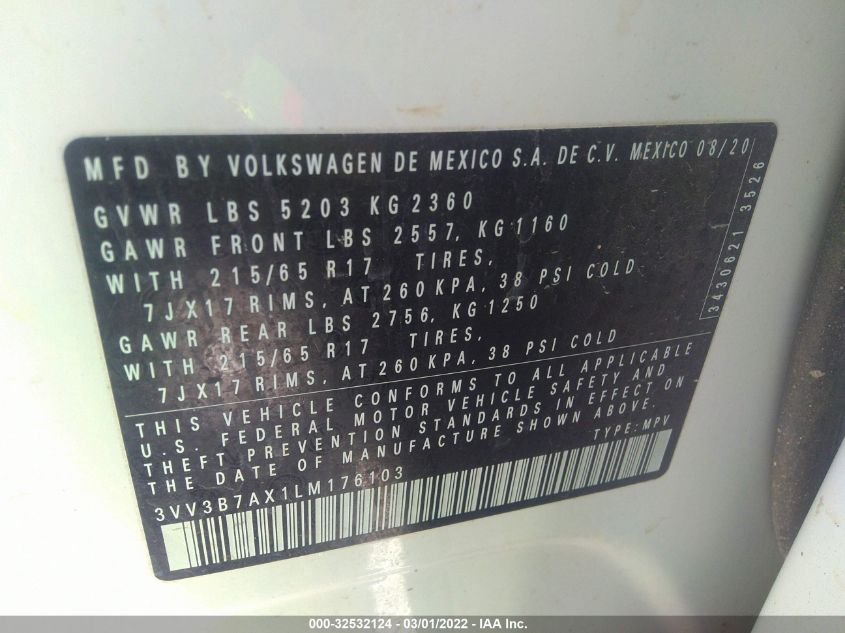 MFD BY VOLKSWAGEN DE MEXICO S.A. DE C.V. MEXICO 08/20
GVWR LBS 5203 KG 2360
GAWR FRONT LBS 2557, KG 1160
WITH 215/65 R17 TIRES,
7JX17 RIMS, AT 260 KPA, 38 PSI COLD
GAWR REAR LBS 2756, KG 1250
WITH 215/65 R17 TIRES,
7JX17 RIMS, AT 260 KPA, 38 PSI COLD
THIS VEHICLE CONFORMS TO ALL APPLICABLE
U.S. FEDERAL MOTOR VEHICLE SAFETY AND
THEFT PREVENTION STANDARDS IN EFFECT ON
THE DATE OF MANUFACTURE SHOWN ABOVE.
TYPE: MPV
3VV3B7AX1LM176103
3430621 3526
000-32532124 - 03/01/2022 - IAA Inc.